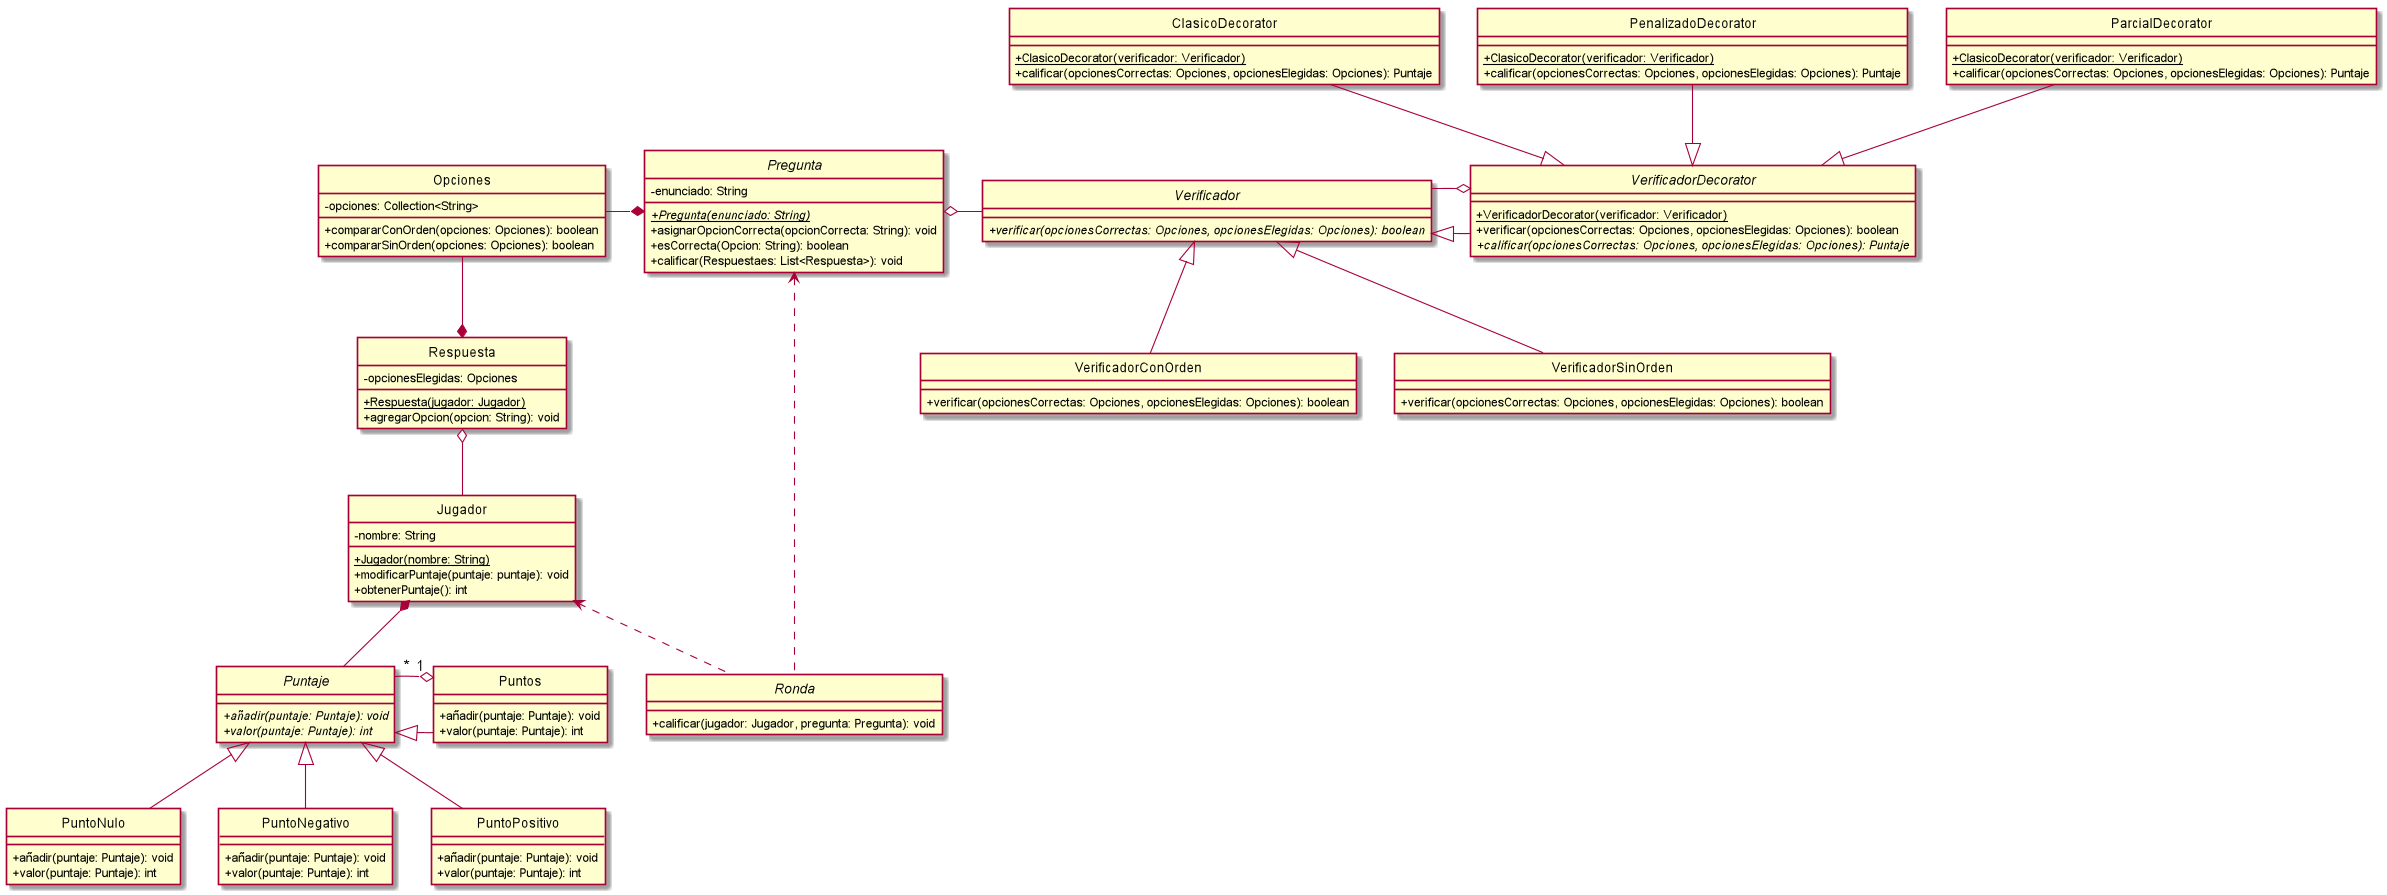 ClasicoDecorator
+ClasicoDecorator(verificador: Verificador)
+calificar(opcionesCorrectas: Opciones, opcionesElegidas: Opciones): Puntaje
PenalizadoDecorator
+ClasicoDecorator(verificador: Verificador)
+calificar(opcionesCorrectas: Opciones, opcionesElegidas: Opciones): Puntaje
ParcialDecorator
+ClasicoDecorator(verificador: Verificador)
+calificar(opcionesCorrectas: Opciones, opcionesElegidas: Opciones): Puntaje
Opciones
-opciones: Collection<String>
+compararConOrden(opciones: Opciones): boolean
+compararSinOrden(opciones: Opciones): boolean
Pregunta
-enunciado: String
+Pregunta(enunciado: String)
+asignarOpcionCorrecta(opcionCorrecta: String): void
+esCorrecta(Opcion: String): boolean
+calificar(Respuestaes: List<Respuesta>): void
Verificador
+verificar(opcionesCorrectas: Opciones, opcionesElegidas: Opciones): boolean
VerificadorDecorator
+VerificadorDecorator(verificador: Verificador)
+verificar(opcionesCorrectas: Opciones, opcionesElegidas: Opciones): boolean
+calificar(opcionesCorrectas: Opciones, opcionesElegidas: Opciones): Puntaje
Respuesta
-opcionesElegidas: Opciones
+Respuesta(jugador: Jugador)
+agregarOpcion(opcion: String): void
VerificadorConOrden
+verificar(opcionesCorrectas: Opciones, opcionesElegidas: Opciones): boolean
VerificadorSinOrden
+verificar(opcionesCorrectas: Opciones, opcionesElegidas: Opciones): boolean
Jugador
-nombre: String
+Jugador(nombre: String)
+modificarPuntaje(puntaje: puntaje): void
+obtenerPuntaje(): int
Puntaje
+añadir(puntaje: Puntaje): void
+valor(puntaje: Puntaje): int
* 1
Puntos
+añadir(puntaje: Puntaje): void
+valor(puntaje: Puntaje): int
Ronda
+calificar(jugador: Jugador, pregunta: Pregunta): void
PuntoNulo
+añadir(puntaje: Puntaje): void
+valor(puntaje: Puntaje): int
PuntoNegativo
+añadir(puntaje: Puntaje): void
+valor(puntaje: Puntaje): int
PuntoPositivo
+añadir(puntaje: Puntaje): void
+valor(puntaje: Puntaje): int